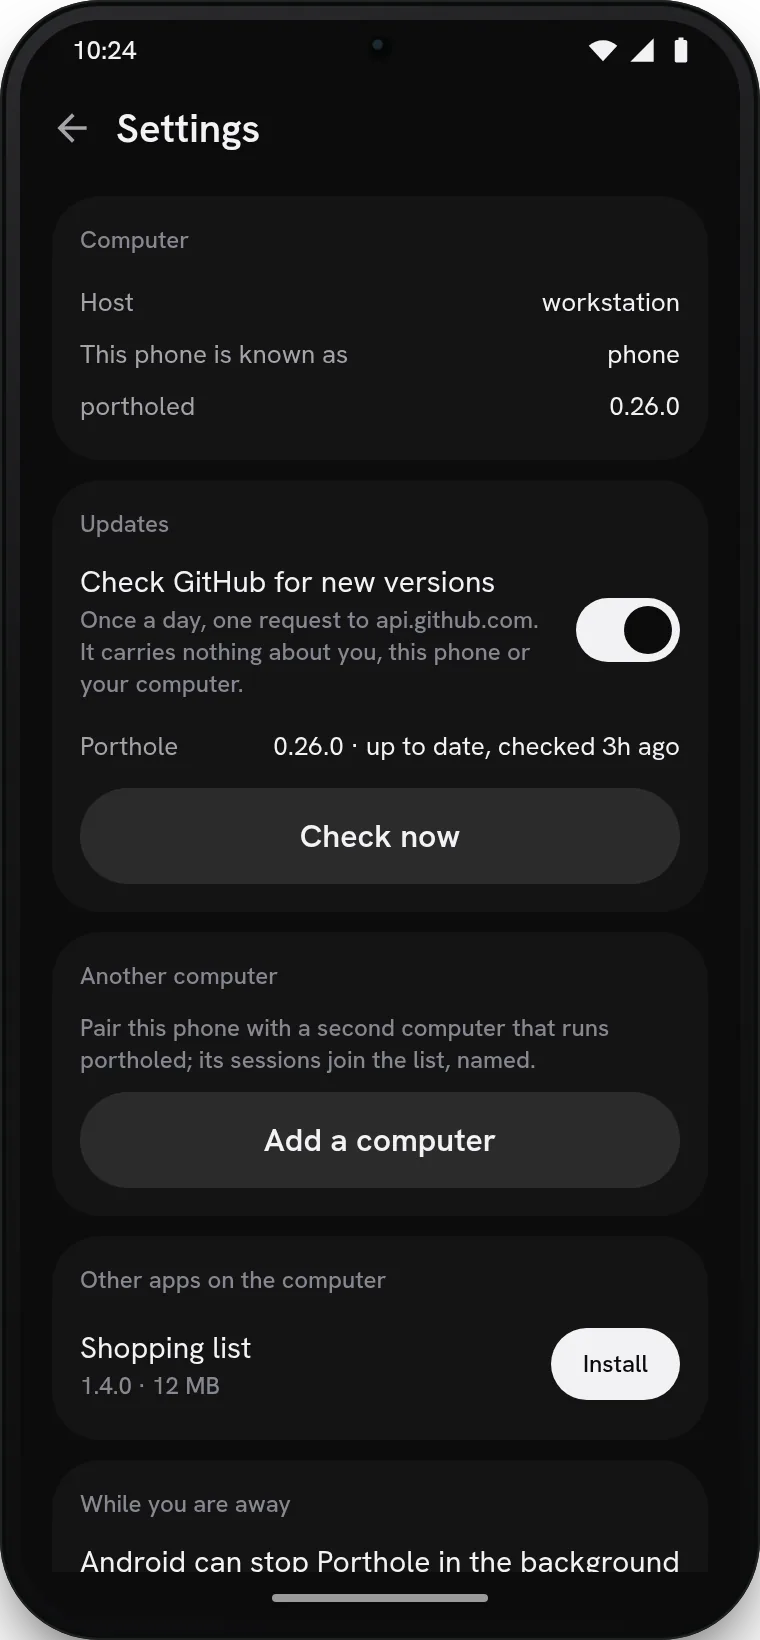 10:24
Settings
Computer
Host workstation
This phone is known as phone
portholed 0.26.0
Updates
Check GitHub for new versions
Once a day, one request to api.github.com.
It carries nothing about you, this phone or
your computer.
Porthole 0.26.0 · up to date, checked 3h ago
Check now
Another computer
Pair this phone with a second computer that runs
portholed; its sessions join the list, named.
Add a computer
Other apps on the computer
Shopping list
1.4.0 · 12 MB
Install
While you are away
Android can stop Porthole in the background